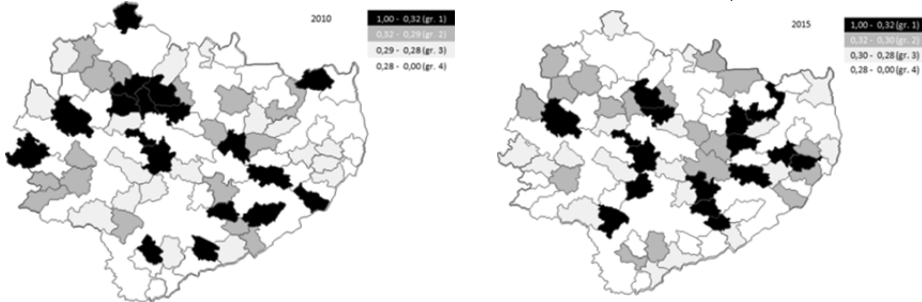 2010
1,00 - 0,32 (gr. 1)
0,32 - 0,29 (gr. 2)
0,29 - 0,28 (gr. 3)
0,28 - 0,00 (gr. 4)
2015
1,00 - 0,32 (gr. 1)
0,32 - 0,30 (gr. 2)
0,30 - 0,28 (gr. 3)
0,28 - 0,00 (gr. 4)